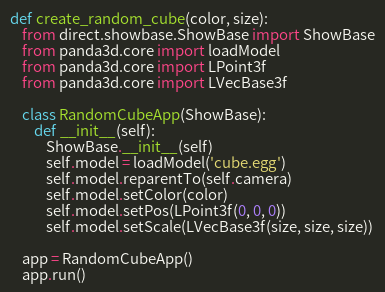 def create_random_cube(color, size):
    from direct.showbase.ShowBase import ShowBase
    from panda3d.core import loadModel
    from panda3d.core import LPoint3f
    from panda3d.core import LVecBase3f

    class RandomCubeApp(ShowBase):
        def __init__(self):
            ShowBase.__init__(self)
            self.model = loadModel('cube.egg')
            self.model.reparentTo(self.camera)
            self.model.setColor(color)
            self.model.setPos(LPoint3f(0, 0, 0))
            self.model.setScale(LVecBase3f(size, size, size))

    app = RandomCubeApp()
    app.run()